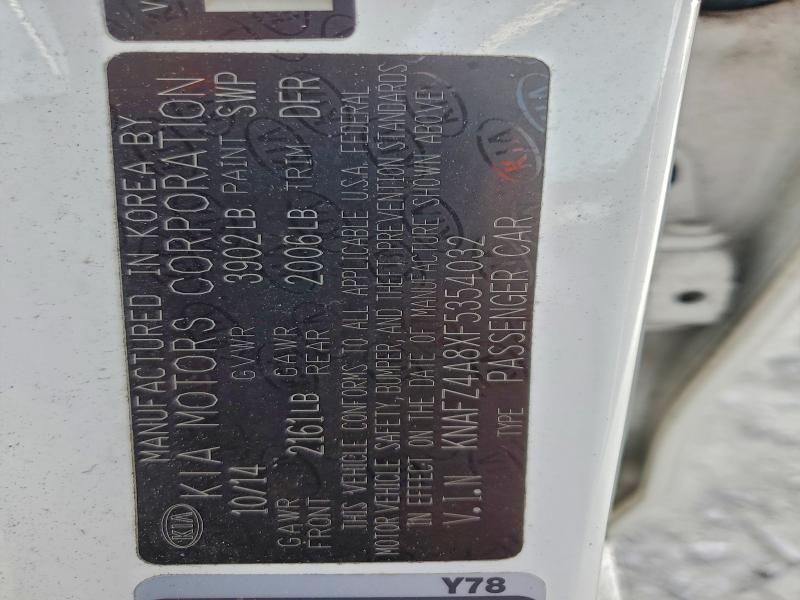 V
MANUFACTURED IN KOREA BY
KIA MOTORS CORPORATION
KIA
10/14 GVWR 3902LB PAINT SWP
GAWR FRONT 2161LB GAWR REAR 2006LB TRIM DFR
THIS VEHICLE CONFORMS TO ALL APPLICABLE U.S.A. FEDERAL
MOTOR VEHICLE SAFETY, BUMPER, AND THEFT PREVENTION STANDARDS
IN EFFECT ON THE DATE OF MANUFACTURE SHOWN ABOVE.
V.I.N KNAFZ4A8XF5354032
TYPE PASSENGER CAR
Y78